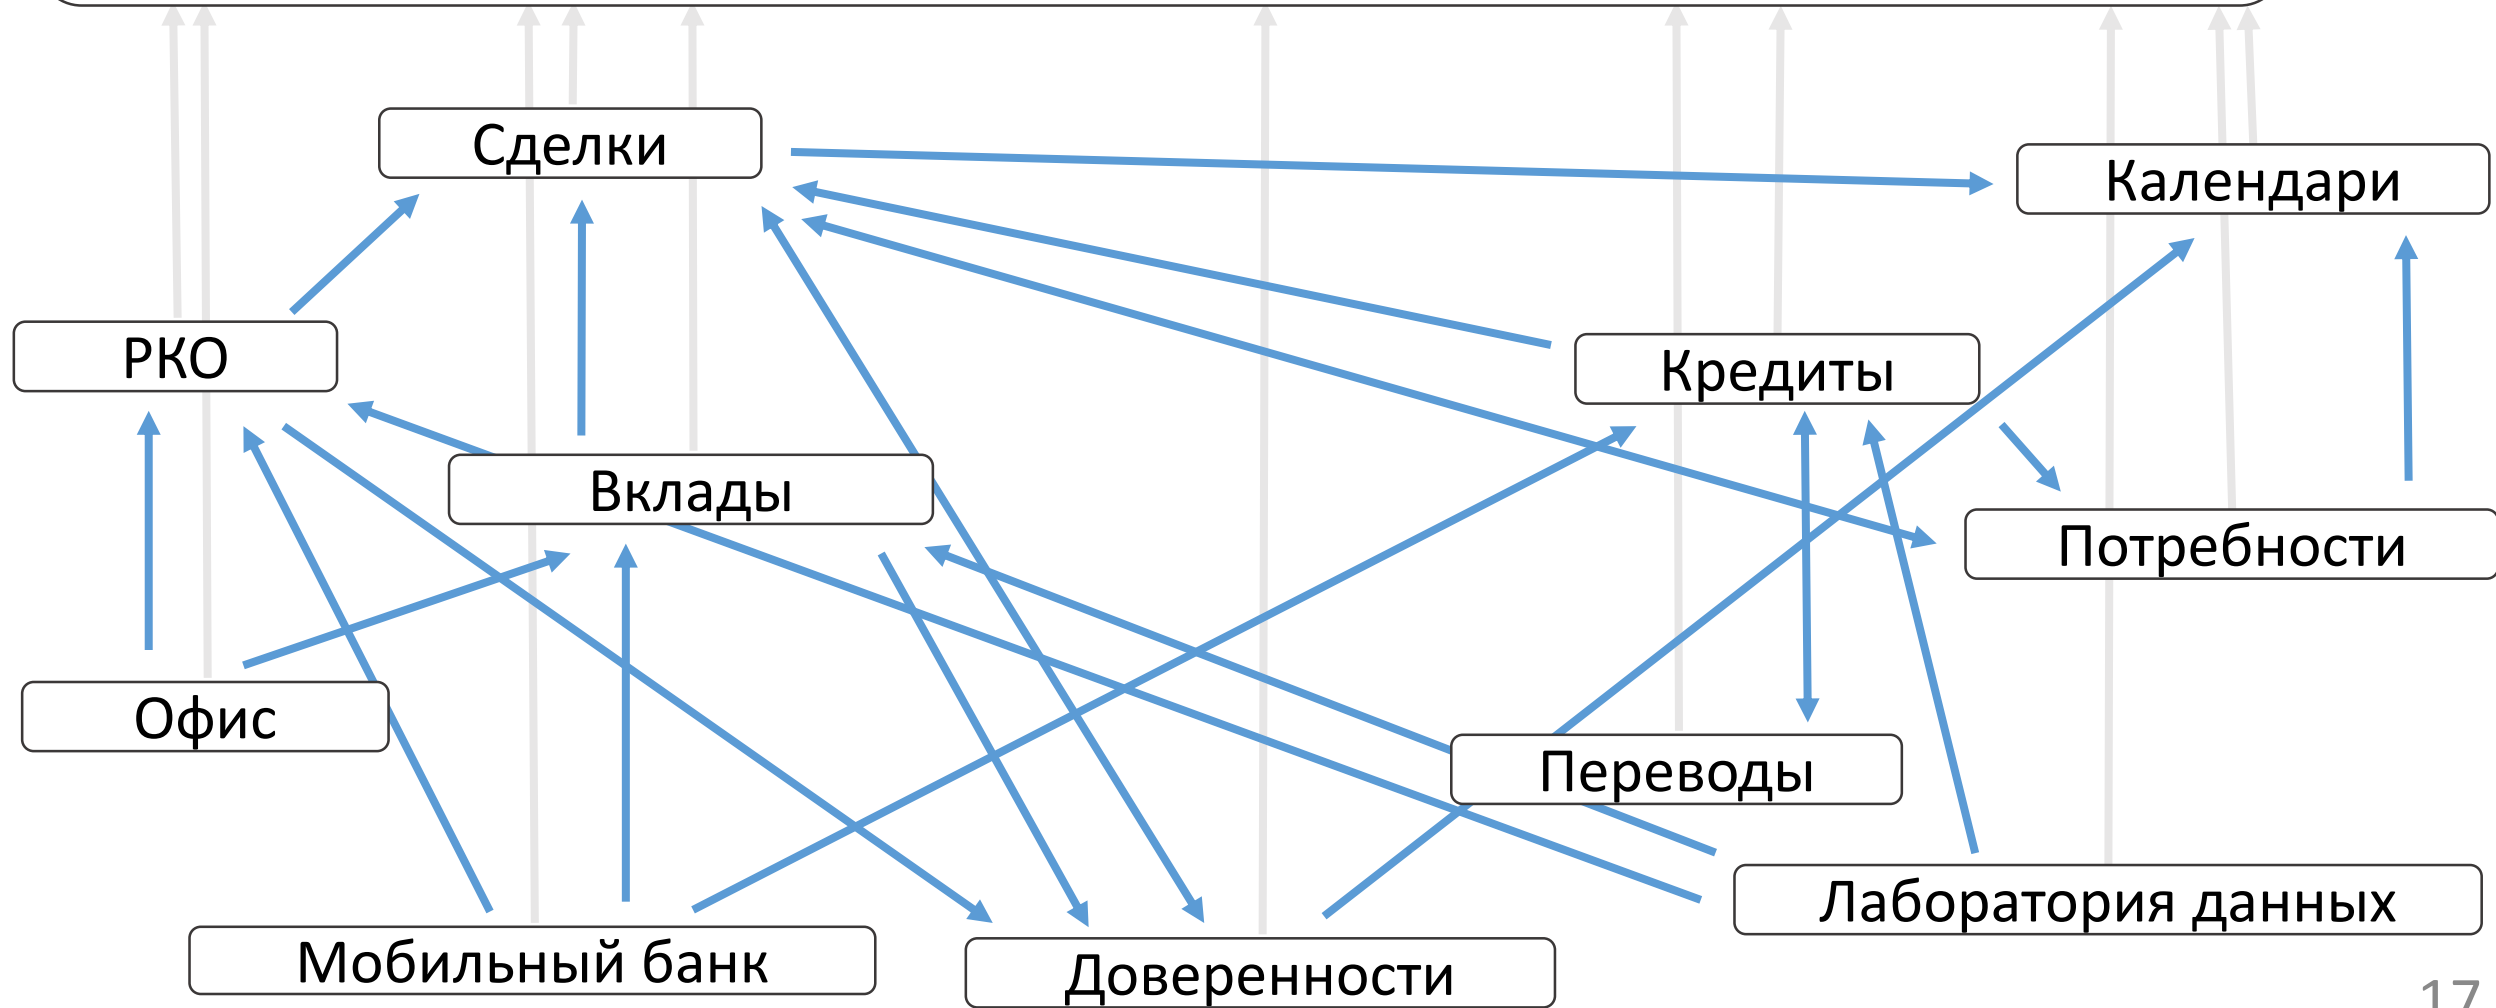 Сделки
Календари
РКО
Кредиты
Вклады
Потребности
Офис
Переводы
Лаборатория данных
Мобильный банк
Доверенности
17